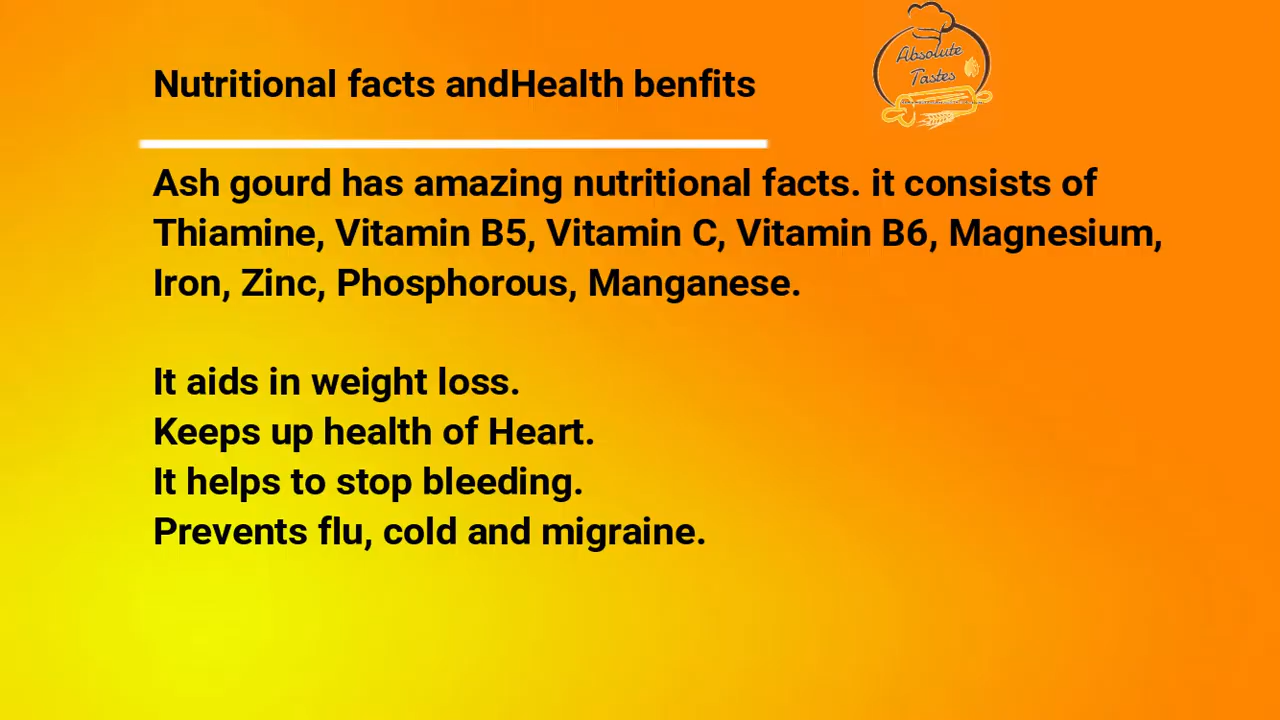 Absolute
Tastes
Nutritional facts andHealth benfits
Ash gourd has amazing nutritional facts. it consists of
Thiamine, Vitamin B5, Vitamin C, Vitamin B6, Magnesium,
Iron, Zinc, Phosphorous, Manganese.
It aids in weight loss.
Keeps up health of Heart.
It helps to stop bleeding.
Prevents flu, cold and migraine.